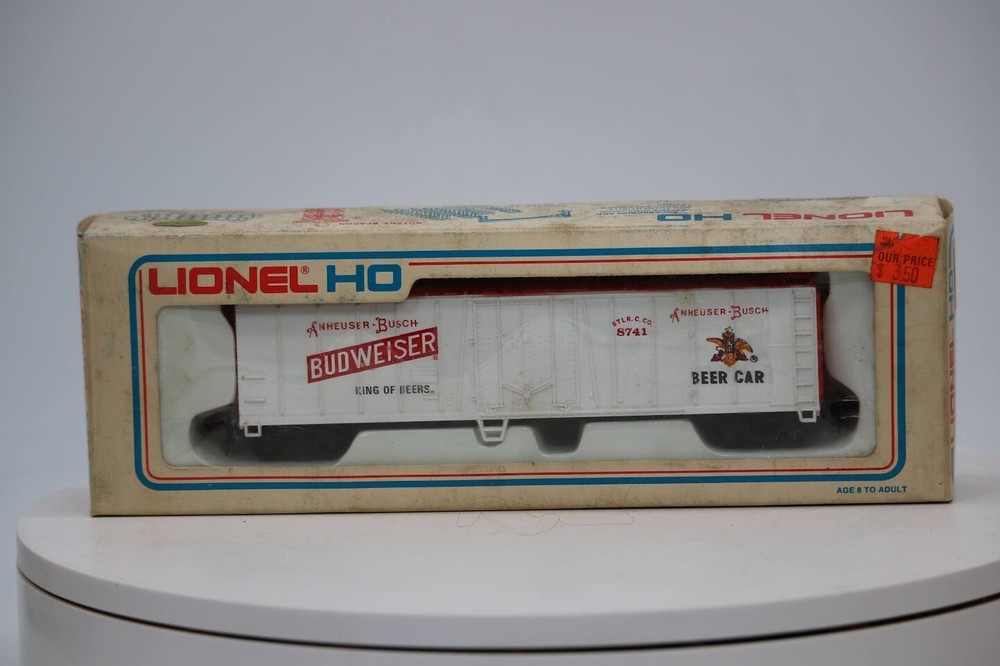 LIONEL HO
LIONEL® HO
OUR PRICE
$ 3.50
ANHEUSER-BUSCH
BUDWEISER®
KING OF BEERS®
STLR.C.CO.
8741
ANHEUSER-BUSCH
®
BEER CAR
AGE 8 TO ADULT